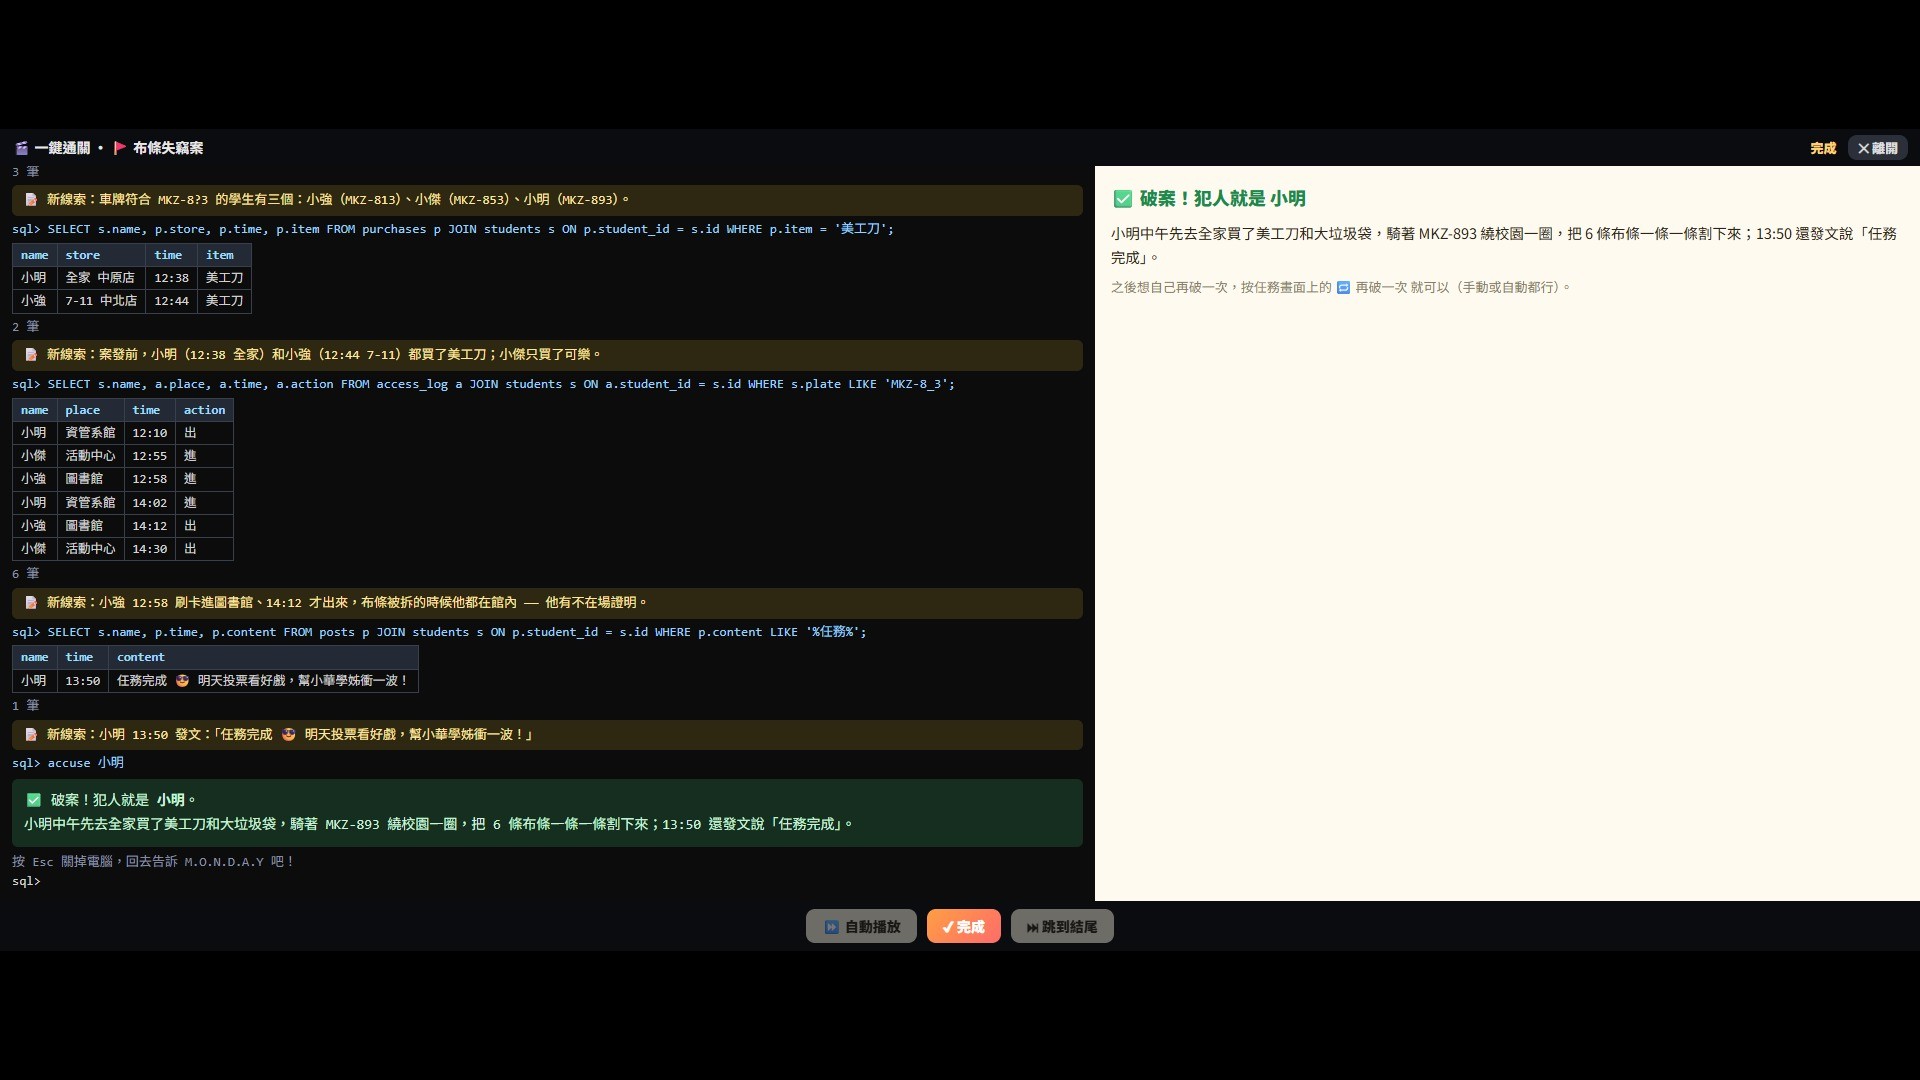 🎬 一鍵通關 · 🚩 布條失竊案
完成
✕離開
3 筆
📝 新線索：車牌符合 MKZ-8?3 的學生有三個：小強（MKZ-813）、小傑（MKZ-853）、小明（MKZ-893）。
sql> SELECT s.name, p.store, p.time, p.item FROM purchases p JOIN students s ON p.student_id = s.id WHERE p.item = '美工刀';
name store time item
小明 全家 中原店 12:38 美工刀
小強 7-11 中北店 12:44 美工刀
2 筆
📝 新線索：案發前，小明（12:38 全家）和小強（12:44 7-11）都買了美工刀；小傑只買了可樂。
sql> SELECT s.name, a.place, a.time, a.action FROM access_log a JOIN students s ON a.student_id = s.id WHERE s.plate LIKE 'MKZ-8_3';
name place time action
小明 資管系館 12:10 出
小傑 活動中心 12:55 進
小強 圖書館 12:58 進
小明 資管系館 14:02 進
小強 圖書館 14:12 出
小傑 活動中心 14:30 出
6 筆
📝 新線索：小強 12:58 刷卡進圖書館、14:12 才出來，布條被拆的時候他都在館內 —— 他有不在場證明。
sql> SELECT s.name, p.time, p.content FROM posts p JOIN students s ON p.student_id = s.id WHERE p.content LIKE '%任務%';
name time content
小明 13:50 任務完成 😎 明天投票看好戲，幫小華學姊衝一波！
1 筆
📝 新線索：小明 13:50 發文：「任務完成 😎 明天投票看好戲，幫小華學姊衝一波！」
sql> accuse 小明
✅ 破案！犯人就是 小明。
小明中午先去全家買了美工刀和大垃圾袋，騎著 MKZ-893 繞校園一圈，把 6 條布條一條一條割下來；13:50 還發文說「任務完成」。
按 Esc 關掉電腦，回去告訴 M.O.N.D.A.Y 吧！
sql>
✅ 破案！犯人就是 小明
小明中午先去全家買了美工刀和大垃圾袋，騎著 MKZ-893 繞校園一圈，把 6 條布條一條一條割下來；13:50 還發文說「任務
完成」。
之後想自己再破一次，按任務畫面上的 🔁 再破一次 就可以（手動或自動都行）。
⏩ 自動播放
✓完成
⏭跳到結尾